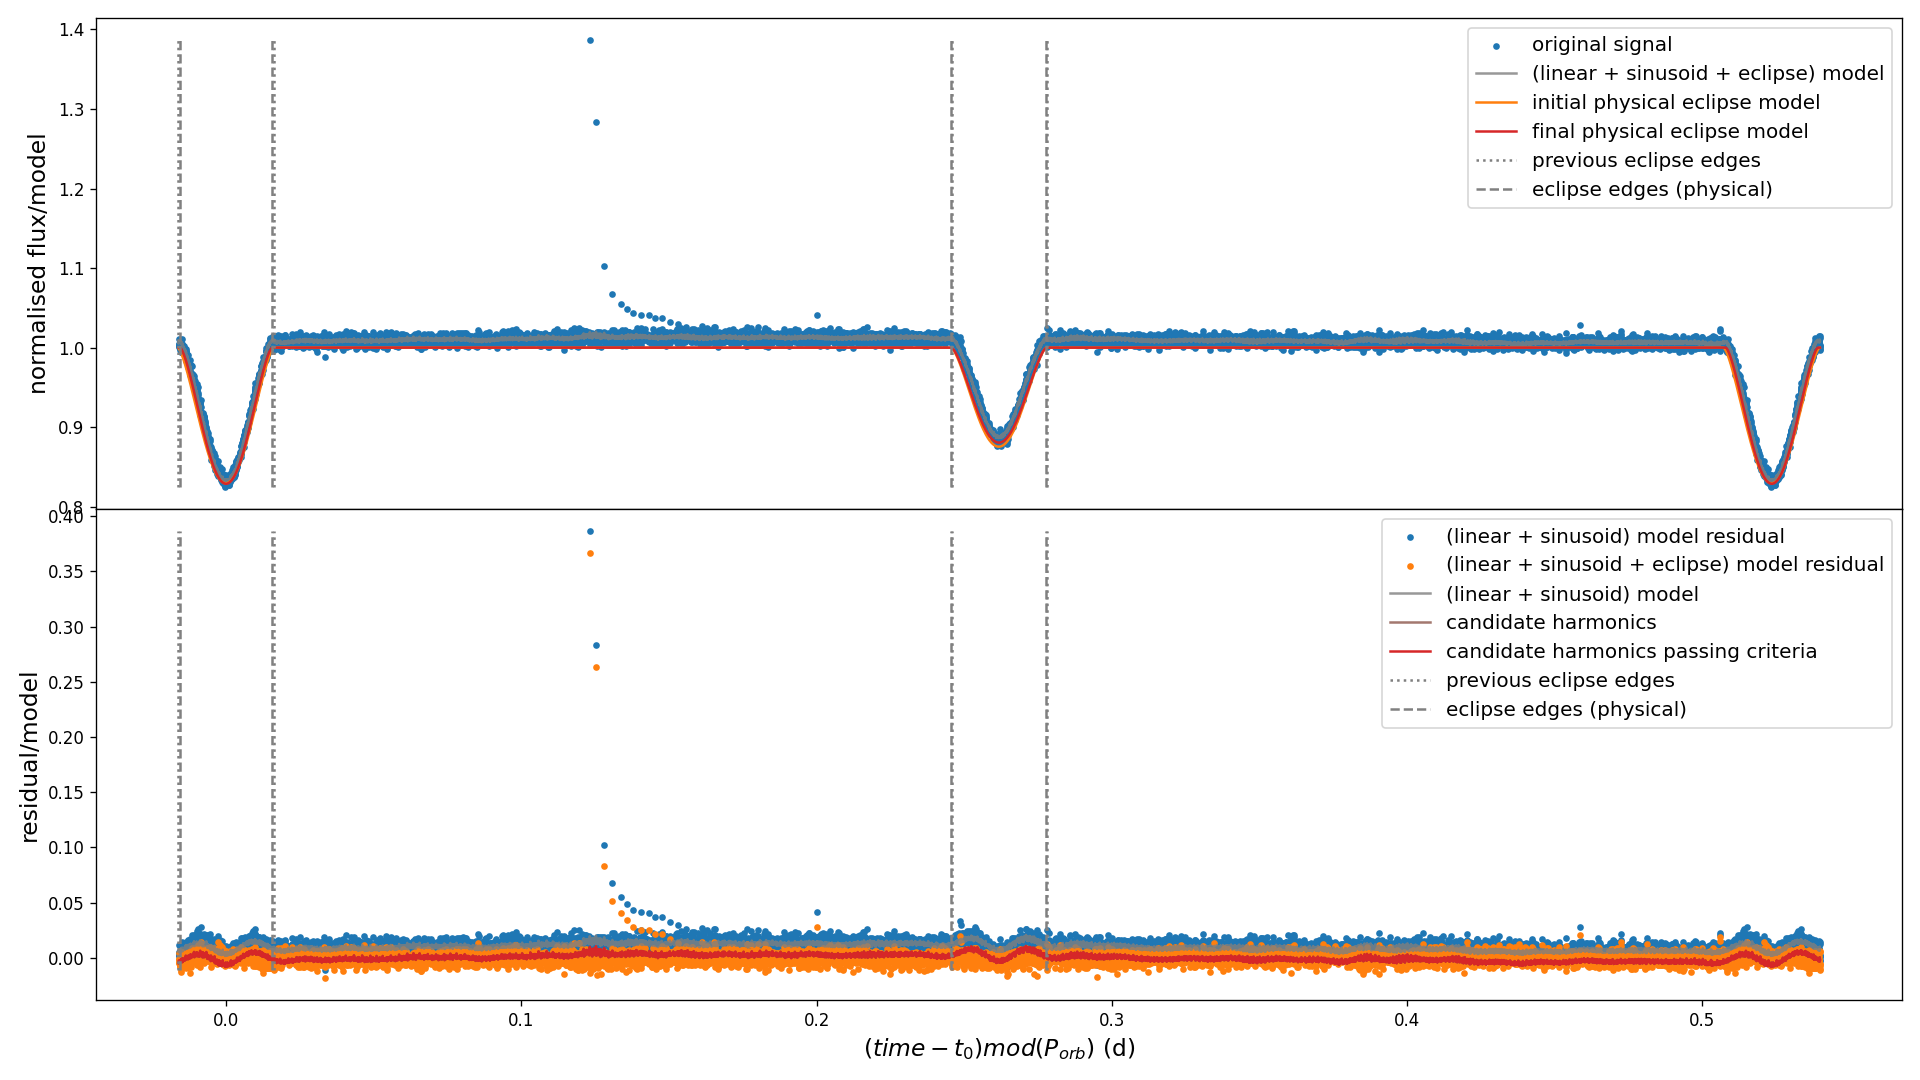 normalised flux/model
1.4
1.3
1.2
1.1
1.0
0.9
0.8
original signal
(linear + sinusoid + eclipse) model
initial physical eclipse model
final physical eclipse model
previous eclipse edges
eclipse edges (physical)
residual/model
0.40
0.35
0.30
0.25
0.20
0.15
0.10
0.05
0.00
(linear + sinusoid) model residual
(linear + sinusoid + eclipse) model residual
(linear + sinusoid) model
candidate harmonics
candidate harmonics passing criteria
previous eclipse edges
eclipse edges (physical)
0.0 0.1 0.2 0.3 0.4 0.5
(time − t₀)mod(Pₒᵣb) (d)